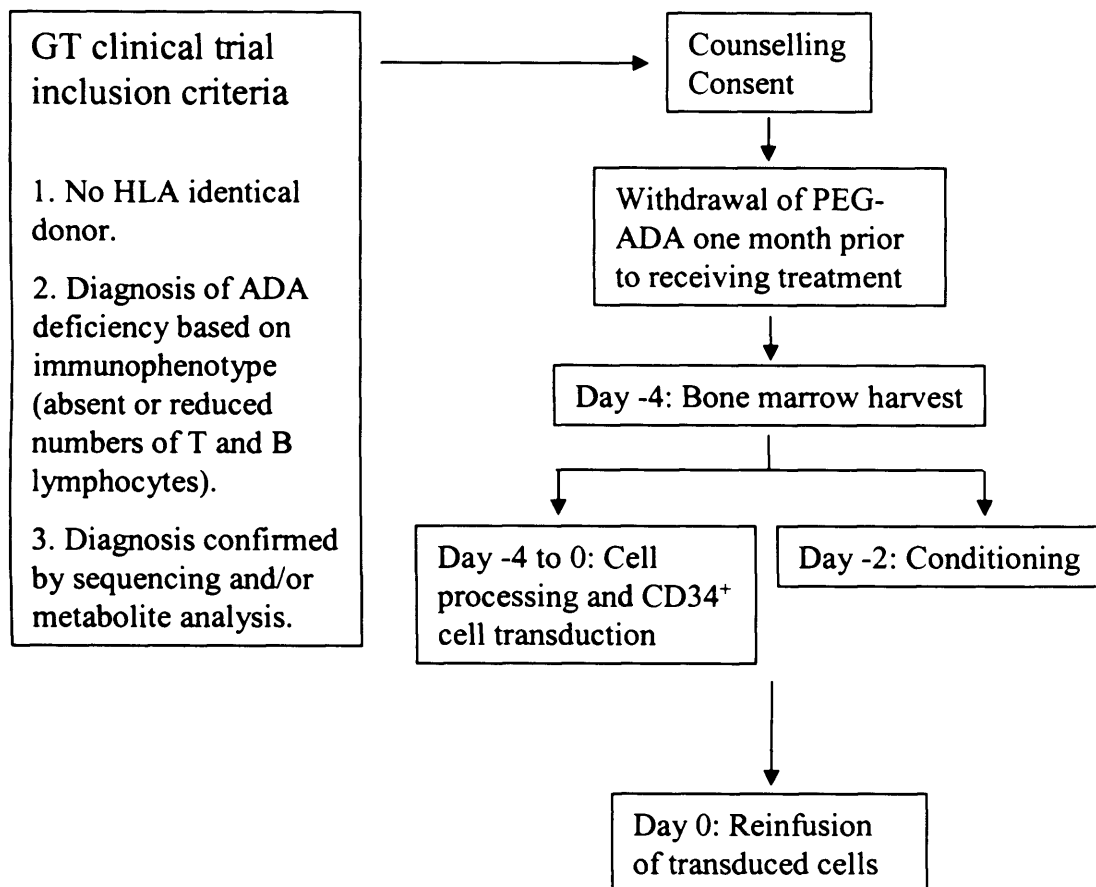 GT clinical trial
inclusion criteria
1. No HLA identical
donor.
2. Diagnosis of ADA
deficiency based on
immunophenotype
(absent or reduced
numbers of T and B
lymphocytes).
3. Diagnosis confirmed
by sequencing and/or
metabolite analysis.
Counselling
Consent
Withdrawal of PEG-
ADA one month prior
to receiving treatment
Day -4: Bone marrow harvest
Day -4 to 0: Cell
processing and CD34⁺
cell transduction
Day -2: Conditioning
Day 0: Reinfusion
of transduced cells